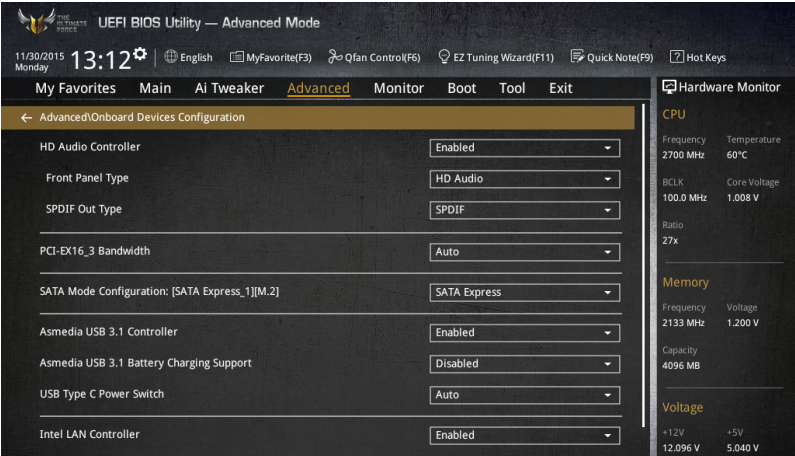 THE ULTIMATE FORCE
UEFI BIOS Utility — Advanced Mode
11/30/2015
Monday
13:12
English
MyFavorite(F3)
Qfan Control(F6)
EZ Tuning Wizard(F11)
Quick Note(F9)
? Hot Keys
My Favorites Main Ai Tweaker Advanced Monitor Boot Tool Exit
Hardware Monitor
← Advanced\Onboard Devices Configuration
HD Audio Controller Enabled
Front Panel Type HD Audio
SPDIF Out Type SPDIF
PCI-EX16_3 Bandwidth Auto
SATA Mode Configuration: [SATA Express_1][M.2] SATA Express
Asmedia USB 3.1 Controller Enabled
Asmedia USB 3.1 Battery Charging Support Disabled
USB Type C Power Switch Auto
Intel LAN Controller Enabled
CPU
Frequency Temperature
2700 MHz 60°C
BCLK Core Voltage
100.0 MHz 1.008 V
Ratio
27x
Memory
Frequency Voltage
2133 MHz 1.200 V
Capacity
4096 MB
Voltage
+12V +5V
12.096 V 5.040 V